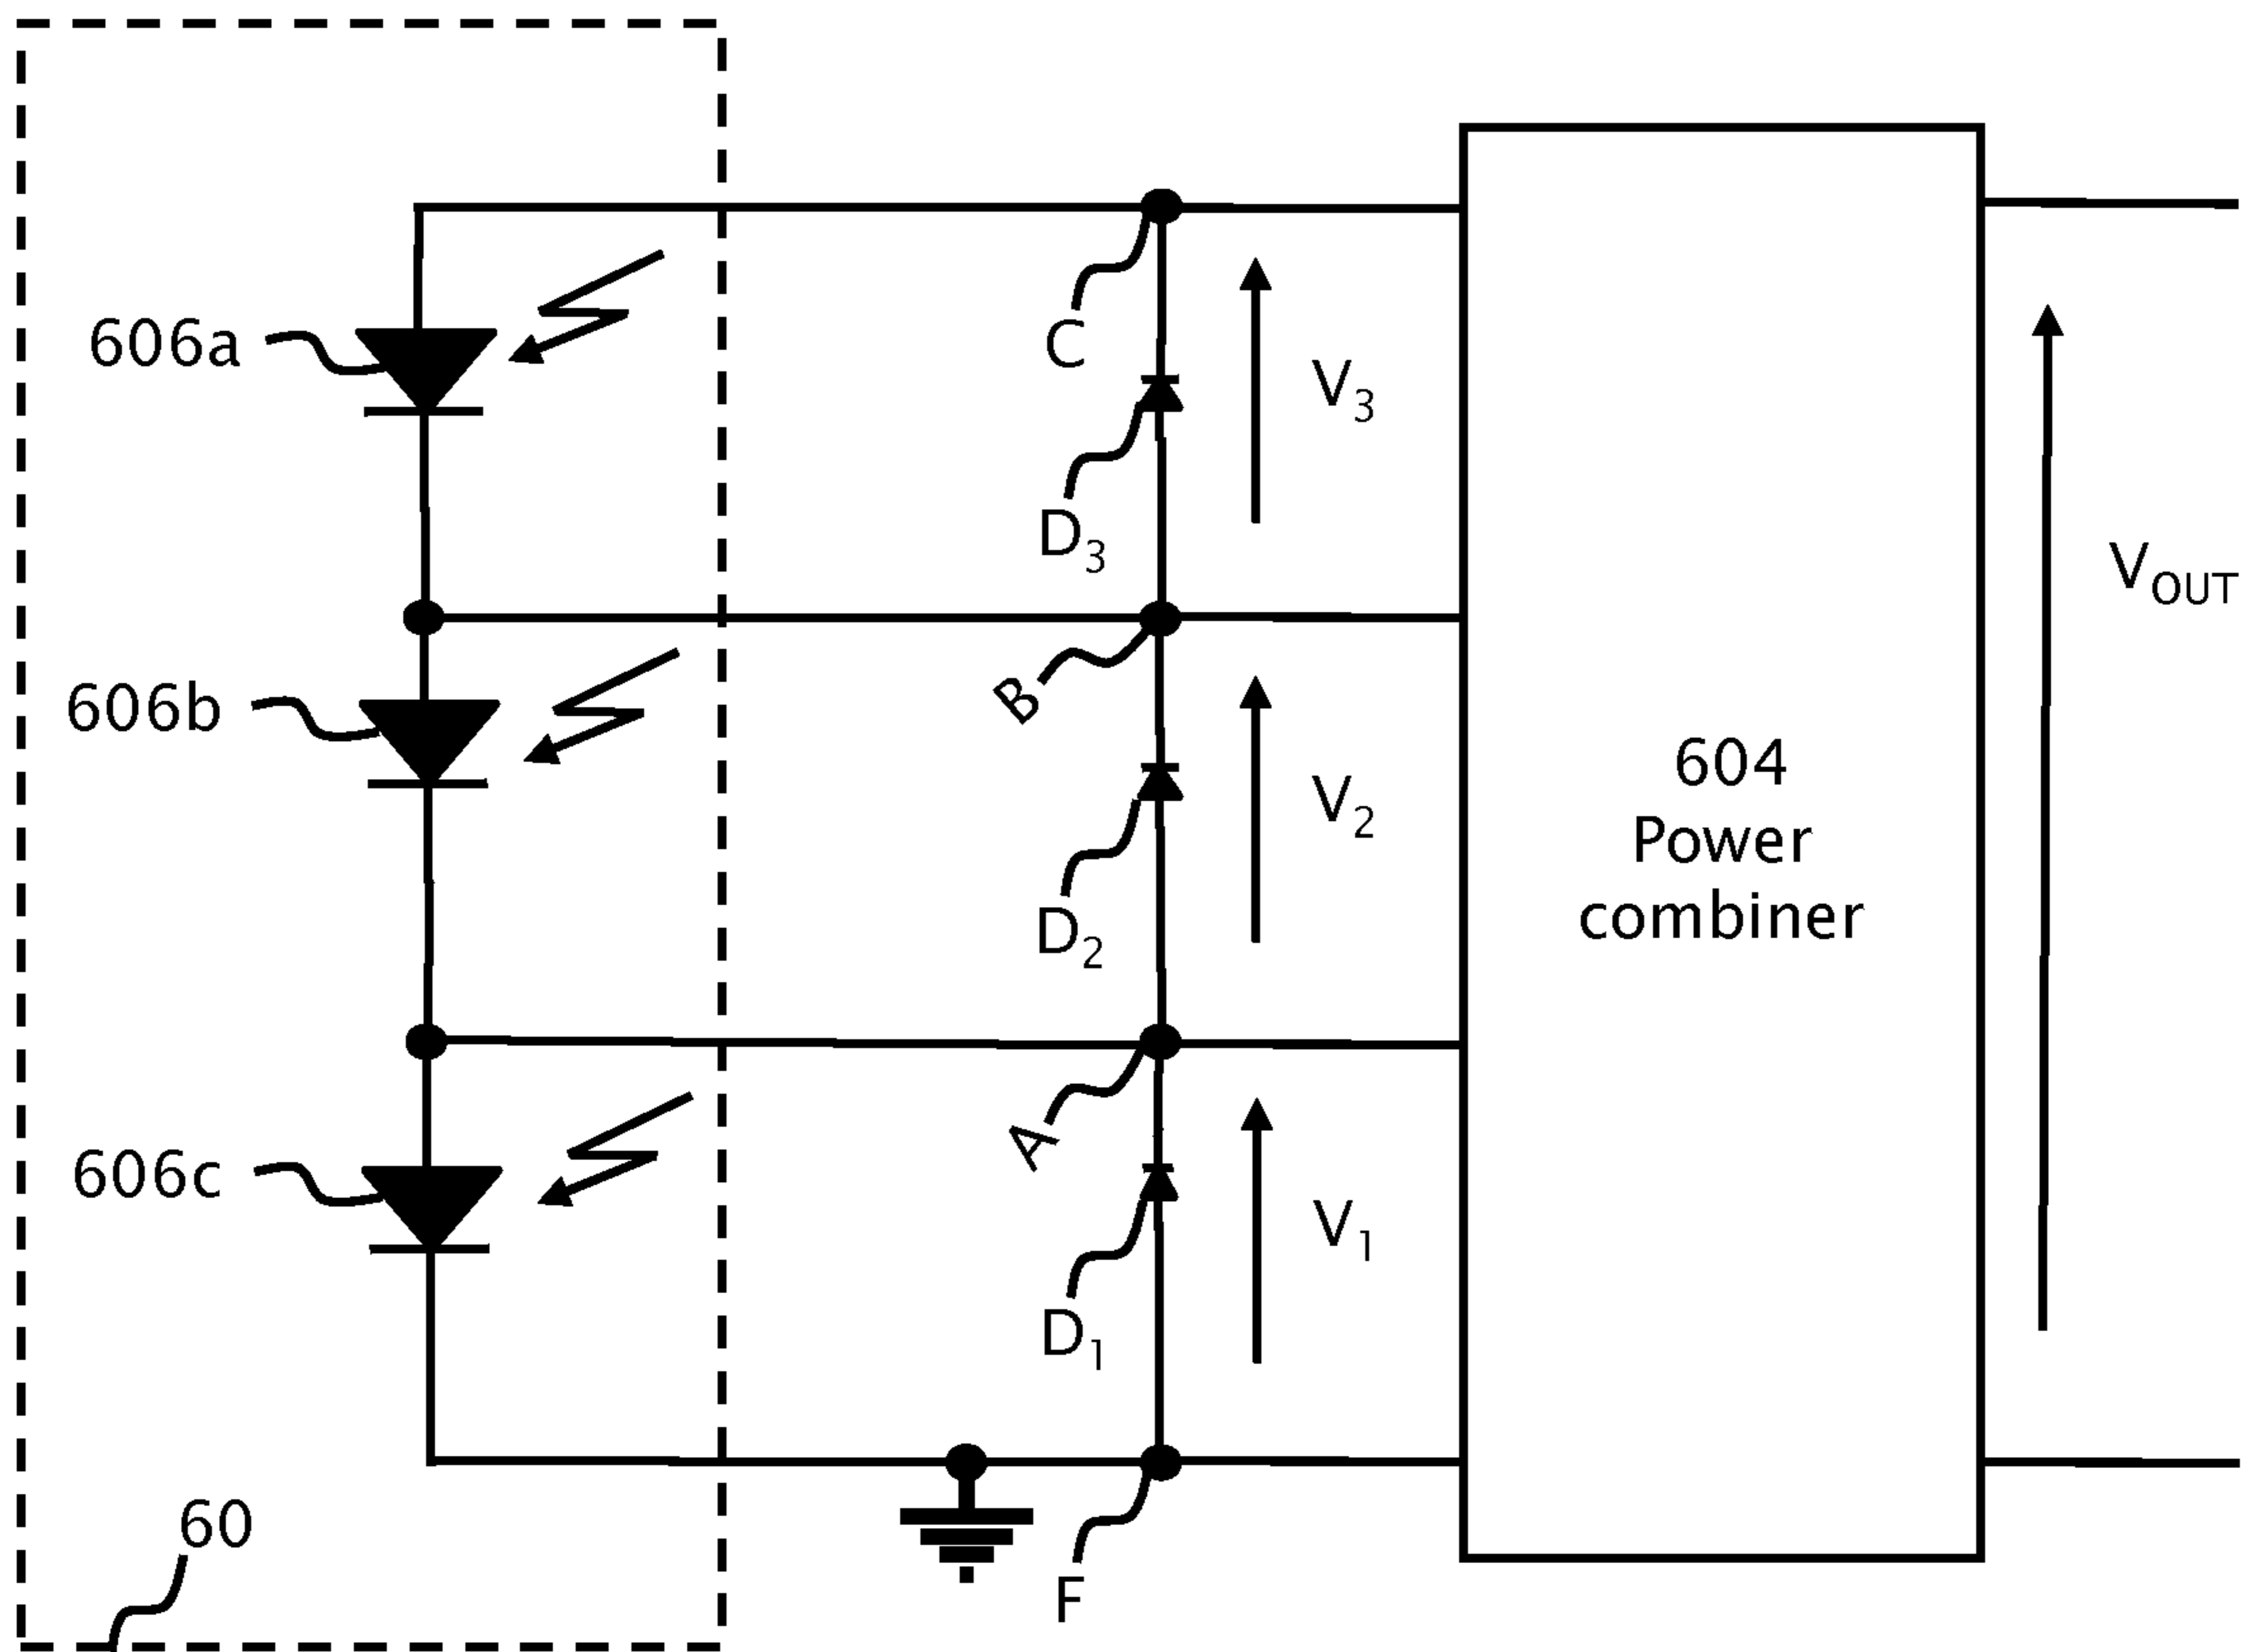 606a
C
V3
D3
VOUT
B
606b
V2
604
Power
combiner
D2
A
606c
V1
D1
60
F